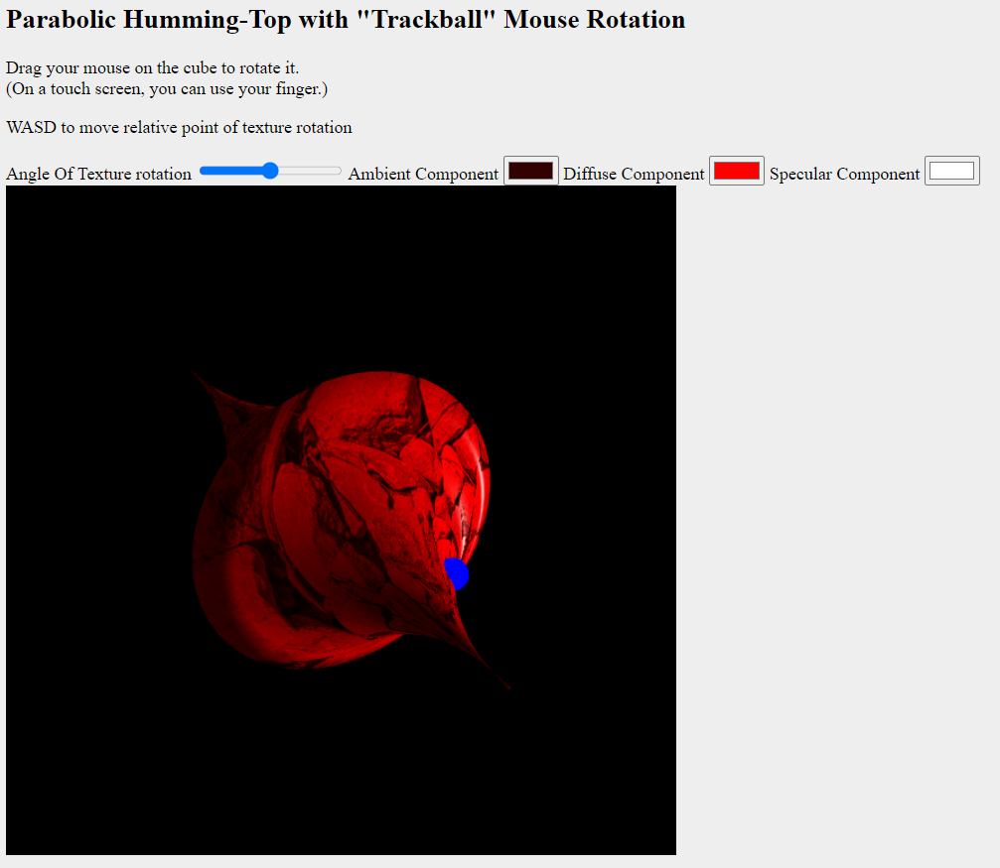 Parabolic Humming-Top with "Trackball" Mouse Rotation
Drag your mouse on the cube to rotate it.
(On a touch screen, you can use your finger.)
WASD to move relative point of texture rotation
Angle Of Texture rotation Ambient Component Diffuse Component Specular Component